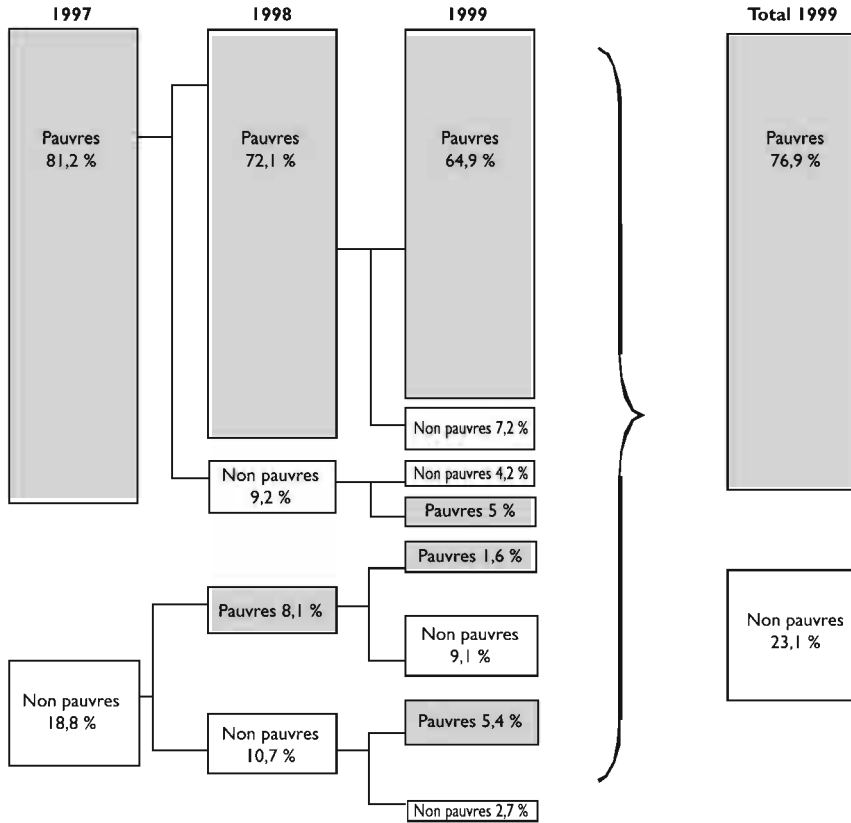 1997
1998
1999
Total 1999
Pauvres
81,2 %
Pauvres
72,1 %
Pauvres
64,9 %
Pauvres
76,9 %
Non pauvres 7,2 %
Non pauvres
9,2 %
Non pauvres 4,2 %
Pauvres 5 %
Pauvres 1,6 %
Pauvres 8,1 %
Non pauvres
9,1 %
Non pauvres
23,1 %
Non pauvres
18,8 %
Non pauvres
10,7 %
Pauvres 5,4 %
Non pauvres 2,7 %